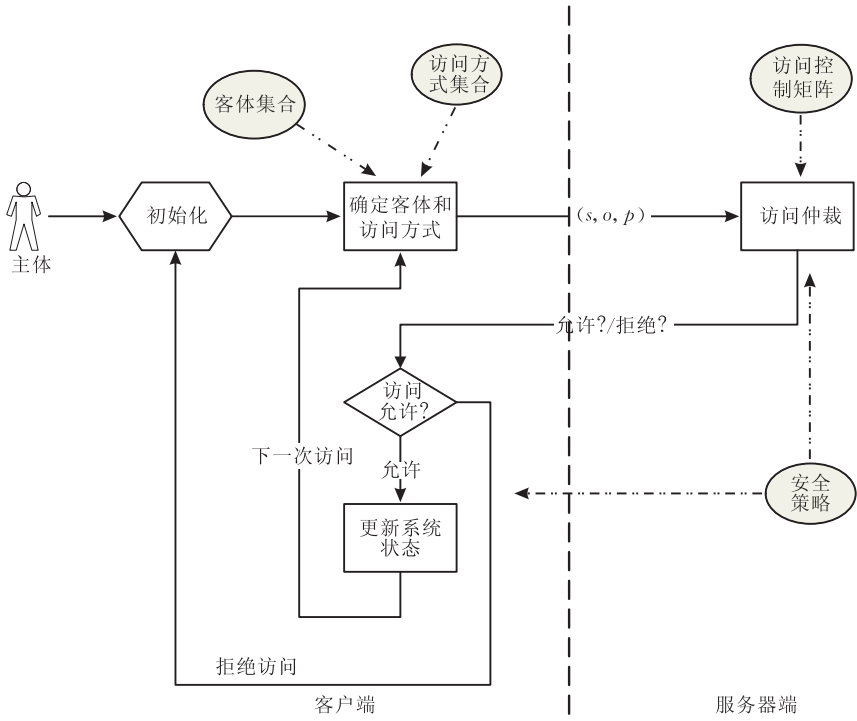 客体集合
访问方
式集合
访问控
制矩阵
主体
初始化
确定客体和
访问方式
(s, o, p)
访问仲裁
允许?/拒绝?
访问
允许?
下一次访问
允许
更新系统
状态
安全
策略
拒绝访问
客户端
服务器端